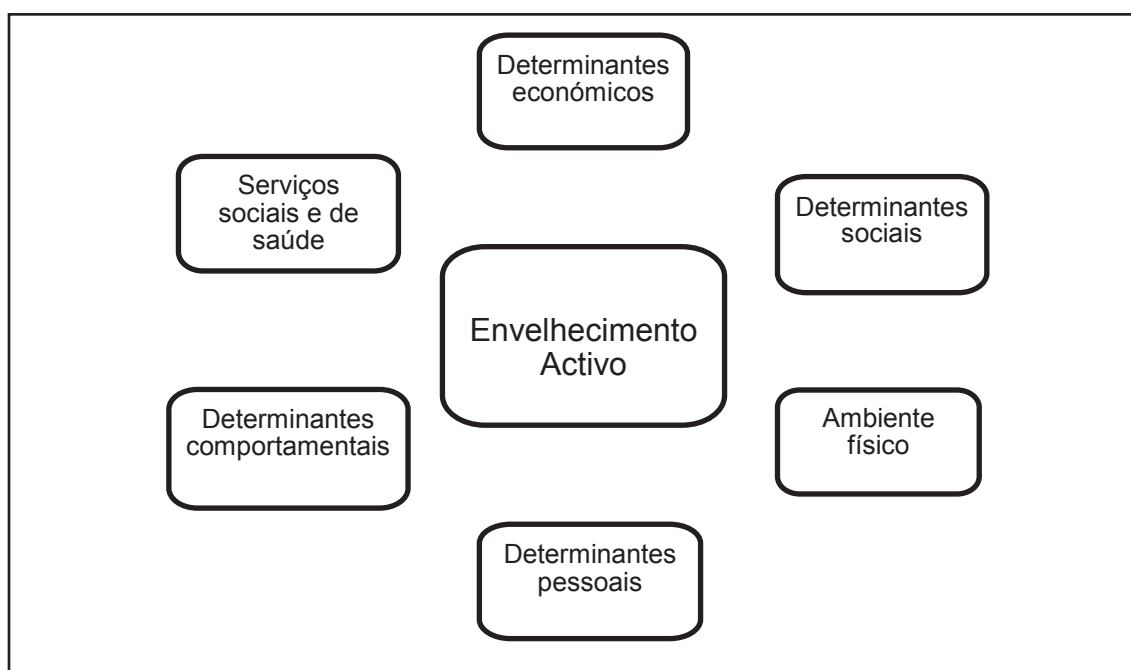 Determinantes
económicos
Serviços
sociais e de
saúde
Determinantes
sociais
Envelhecimento
Activo
Determinantes
comportamentais
Ambiente
físico
Determinantes
pessoais